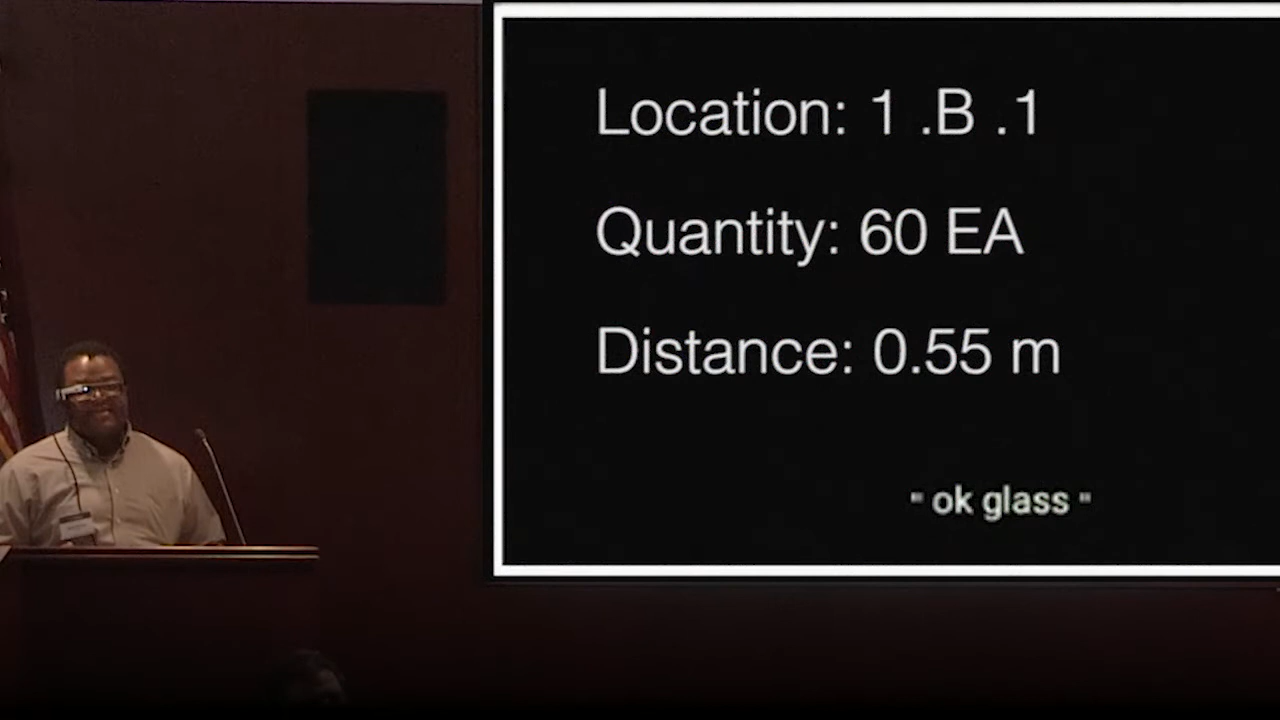 Location: 1 .B .1
Quantity: 60 EA
Distance: 0.55 m
" ok glass "